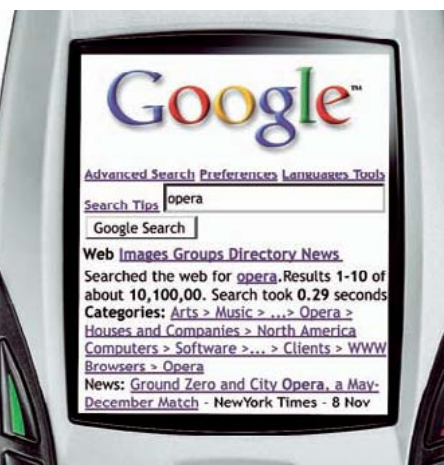 Google™
Advanced Search Preferences Languages Tools
Search Tips opera
Google Search
Web Images Groups Directory News
Searched the web for opera.Results 1-10 of
about 10,100,00. Search took 0.29 seconds
Categories: Arts > Music > ...> Opera >
Houses and Companies > North America
Computers > Software >... > Clients > WWW
Browsers > Opera
News: Ground Zero and City Opera, a May-
December Match - NewYork Times - 8 Nov